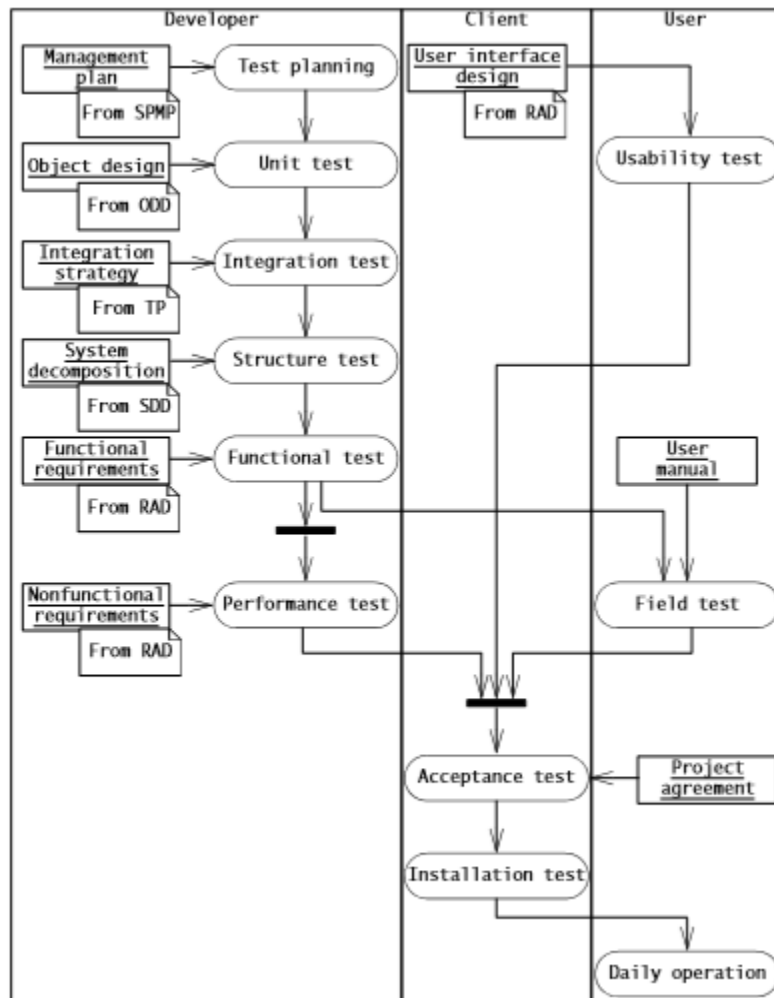 Developer
Client
User
Management
plan
Test planning
User interface
design
From SPMP
From RAD
Object design
Unit test
Usability test
From ODD
Integration
strategy
Integration test
From TP
System
decomposition
Structure test
From SDD
Functional
requirements
Functional test
User
manual
From RAD
Nonfunctional
requirements
Performance test
Field test
From RAD
Acceptance test
Project
agreement
Installation test
Daily operation